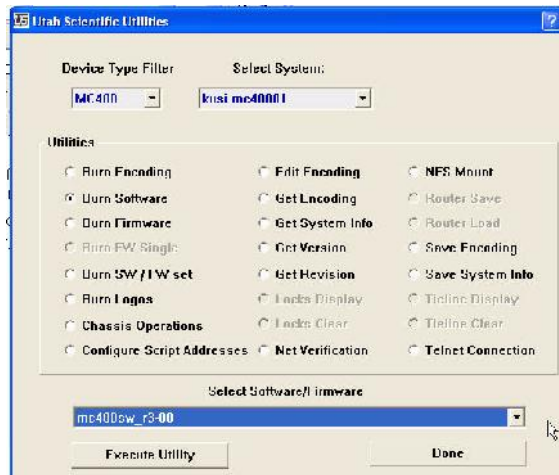 Utah Scientific Utilities
Device Type Filter Select System:
MC400 kusi mc40001
Utilities
Burn Encoding Edit Encoding NFS Mount
Burn Software Get Encoding Router Save
Burn Firmware Get System Info Router Load
Burn FW Single Get Version Save Encoding
Burn SW / FW set Get Revision Save System Info
Burn Logos Locks Display Tieline Display
Chassis Operations Locks Clear Tieline Clear
Configure Script Addresses Net Verification Telnet Connection
Select Software/Firmware
mc400sw_r3-00
Execute Utility Done